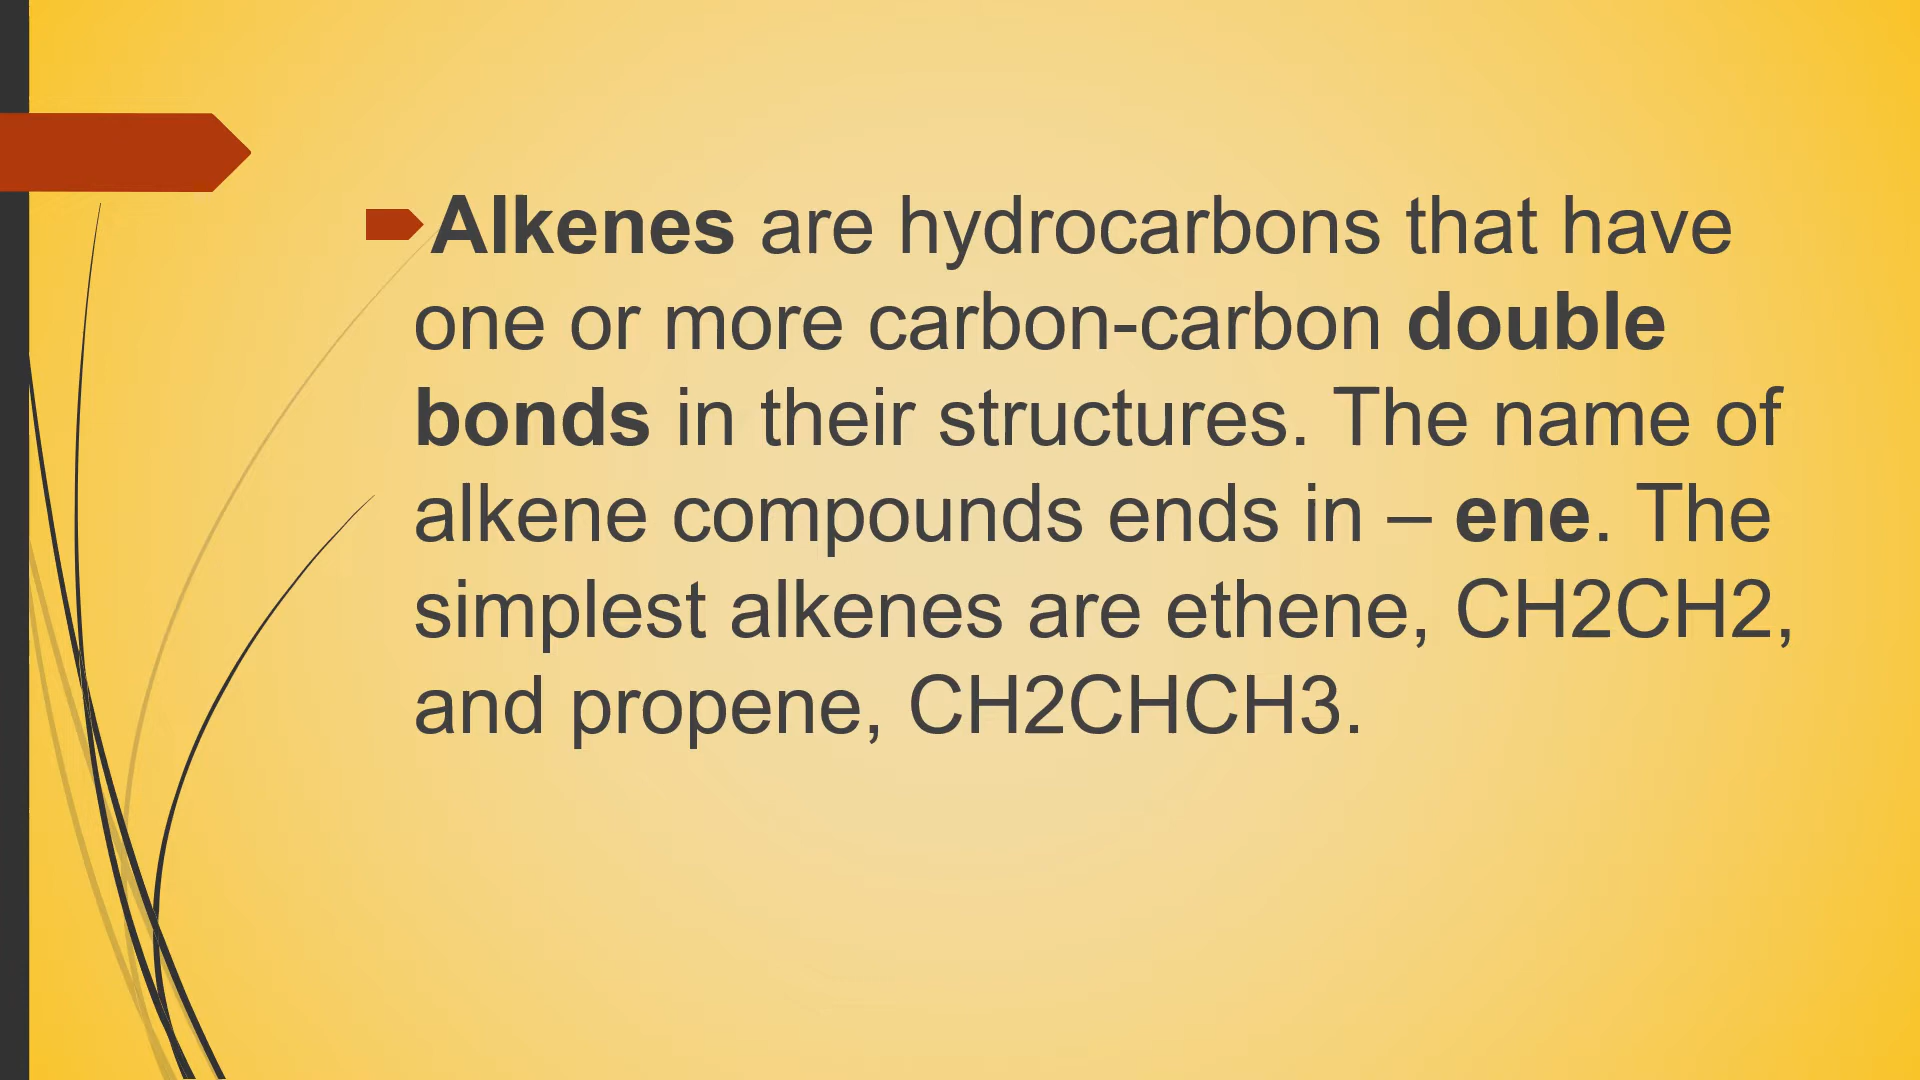 Alkenes are hydrocarbons that have
one or more carbon-carbon double
bonds in their structures. The name of
alkene compounds ends in – ene. The
simplest alkenes are ethene, CH2CH2,
and propene, CH2CHCH3.